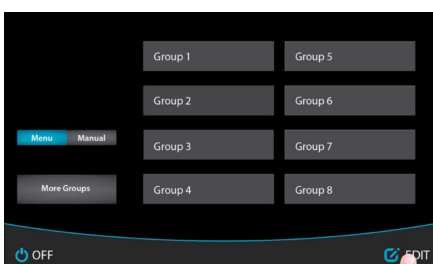 Group 1
Group 5
Group 2
Group 6
Menu
Manual
Group 3
Group 7
More Groups
Group 4
Group 8
OFF
EDIT